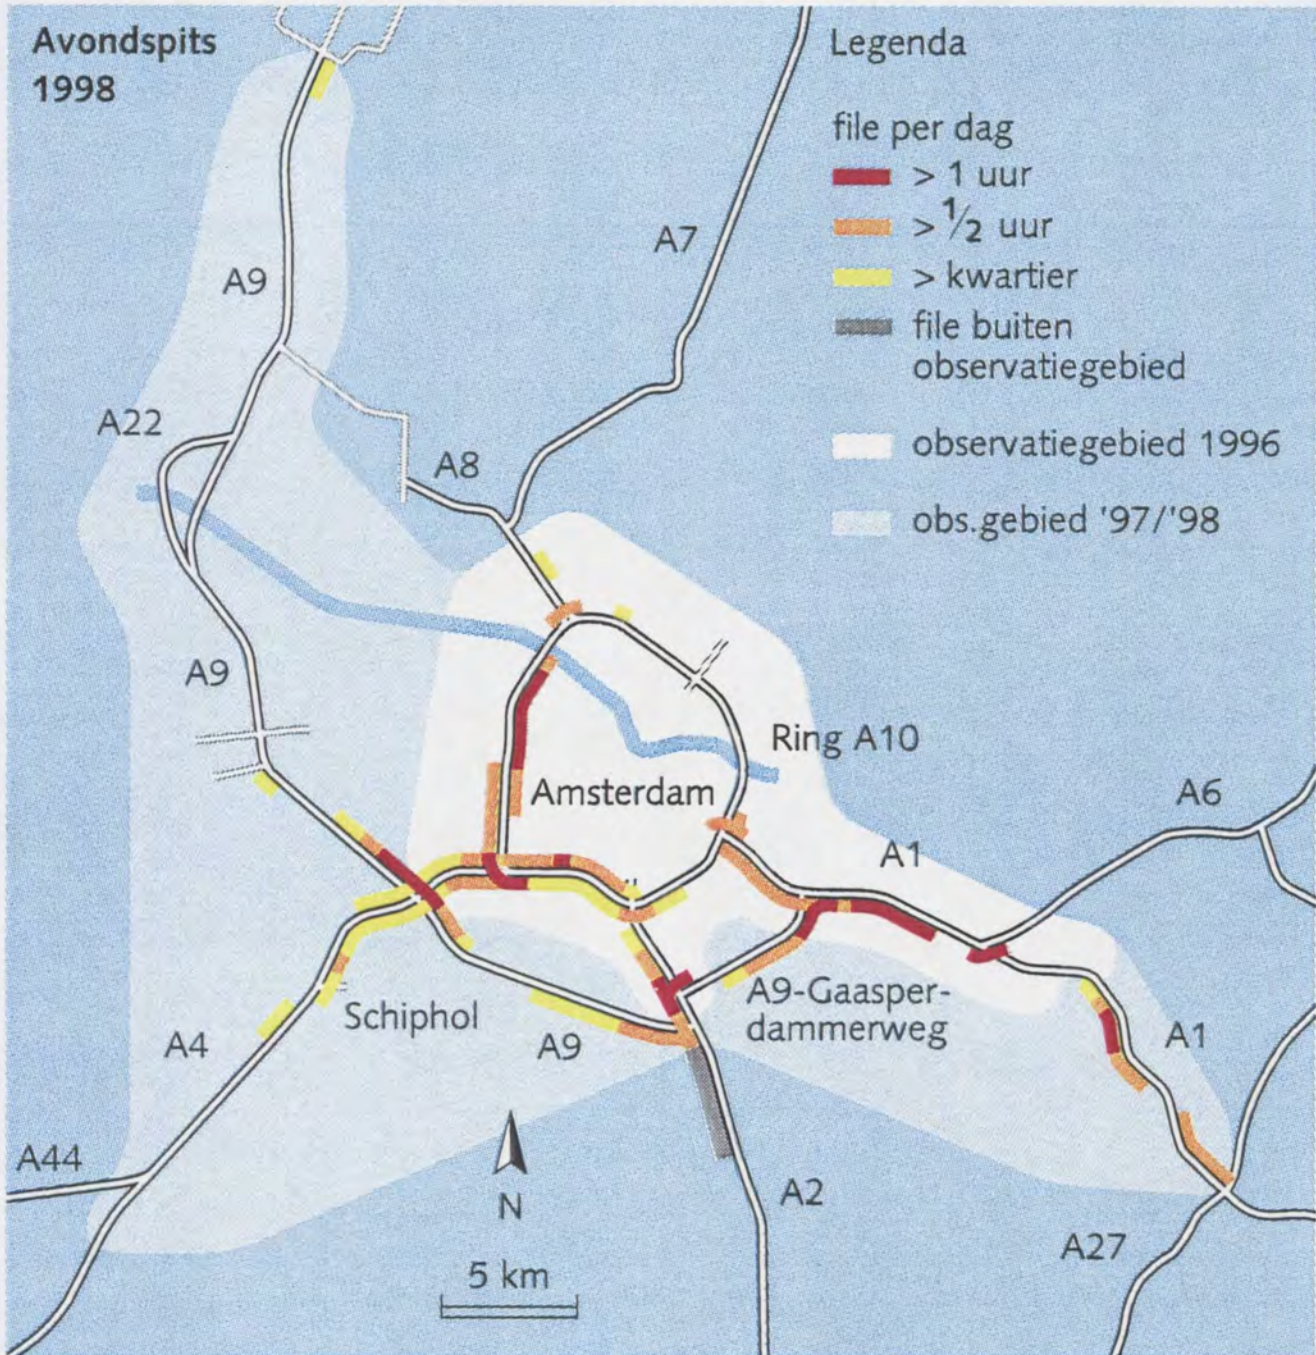 Avondspits
1998
Legenda
file per dag
> 1 uur
> 1/2 uur
> kwartier
file buiten
observatiegebied
observatiegebied 1996
obs.gebied '97/'98
A7
A9
A22
A8
A9
Ring A10
Amsterdam
A6
A1
A9-Gaasper-
dammerweg
Schiphol
A4
A9
A1
A44
N
A2
A27
5 km